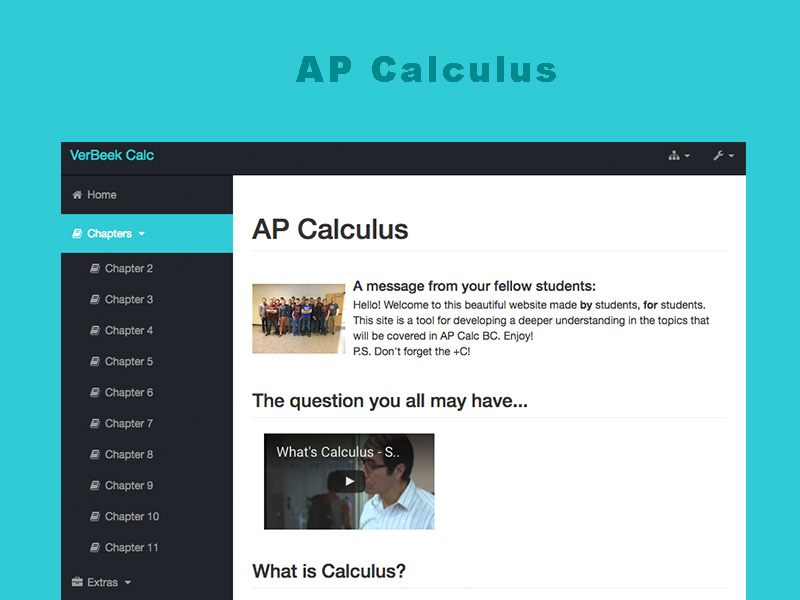 AP Calculus
VerBeek Calc
Home
Chapters
Chapter 2
Chapter 3
Chapter 4
Chapter 5
Chapter 6
Chapter 7
Chapter 8
Chapter 9
Chapter 10
Chapter 11
Extras
AP Calculus
A message from your fellow students:
Hello! Welcome to this beautiful website made by students, for students.
This site is a tool for developing a deeper understanding in the topics that
will be covered in AP Calc BC. Enjoy!
P.S. Don't forget the +C!
The question you all may have...
What's Calculus - S..
What is Calculus?